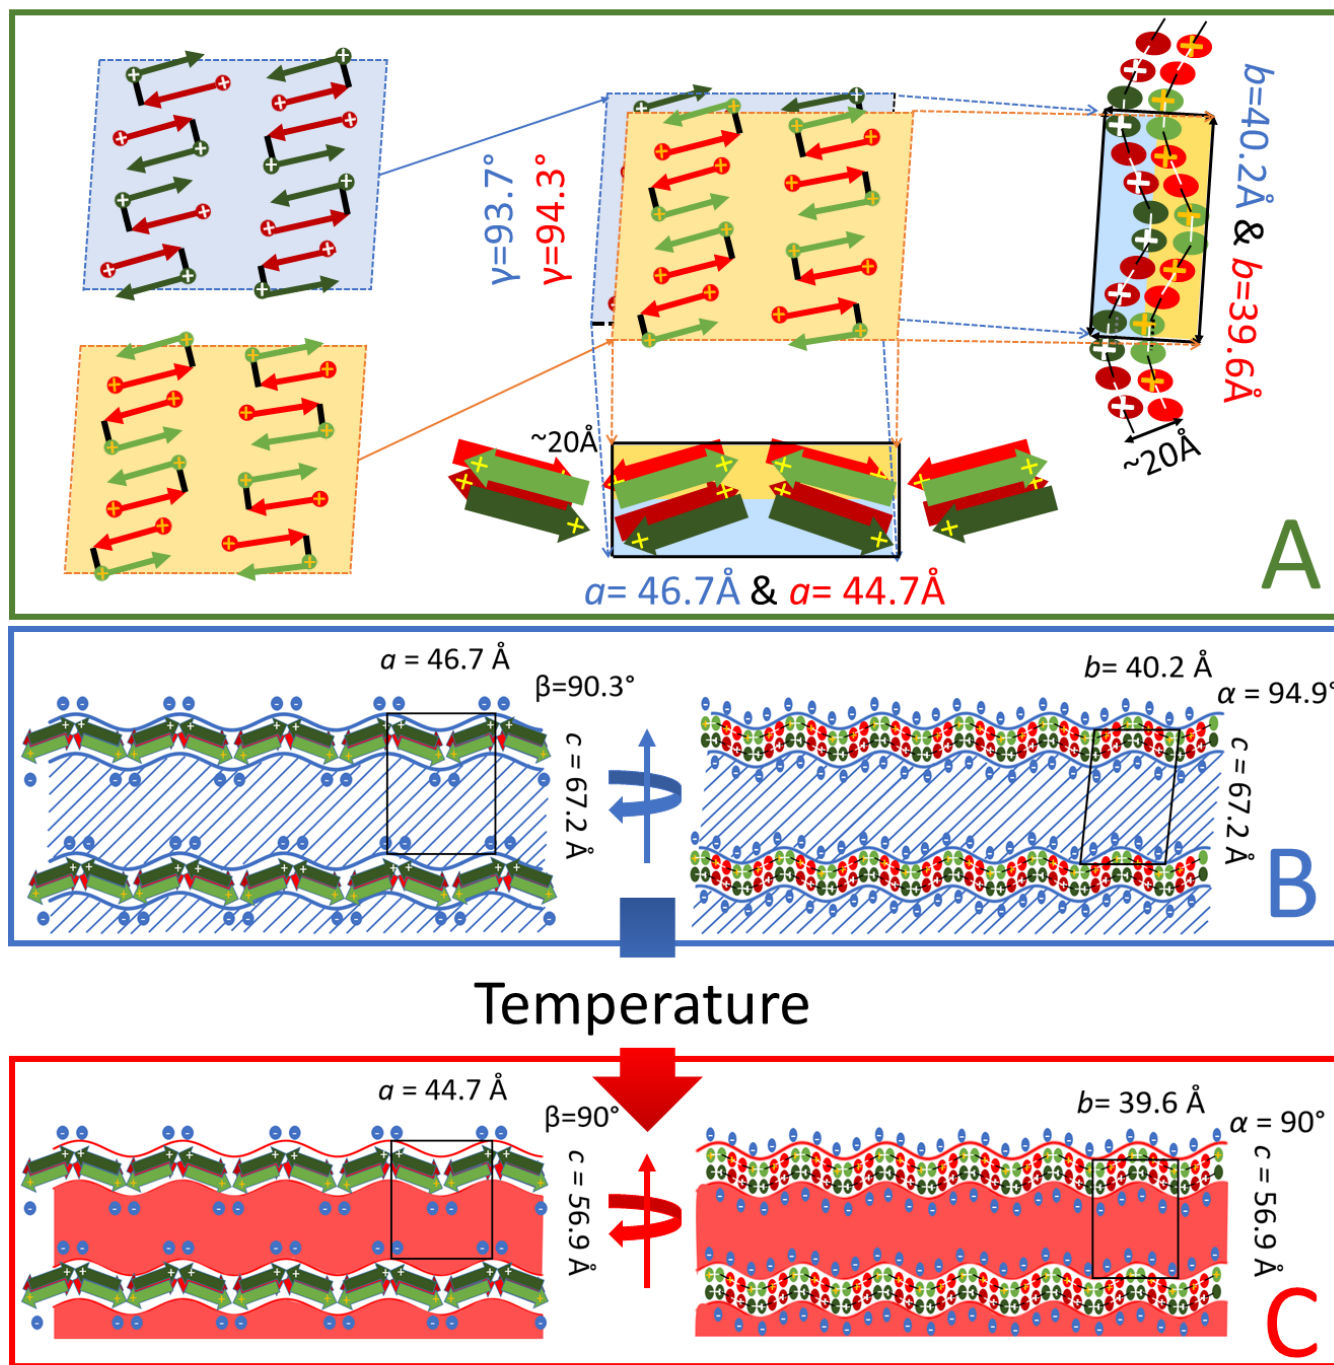 γ=93.7°
γ=94.3°
b=40.2Å & b=39.6Å
~20Å
~20Å
a= 46.7Å & a= 44.7Å
A
a = 46.7 Å
β=90.3°
c = 67.2 Å
b= 40.2 Å
α = 94.9°
c = 67.2 Å
B
Temperature
a = 44.7 Å
β=90°
c = 56.9 Å
b= 39.6 Å
α = 90°
c = 56.9 Å
C